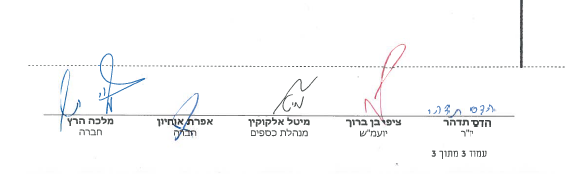 הדס תדהר
הדס תדהר ציפי בן ברוך מיטל אלקוקין אפרת אוחיון מלכה הרץ
יו"ר יועמ"ש מנהלת כספים חברה חברה
עמוד 3 מתוך 3